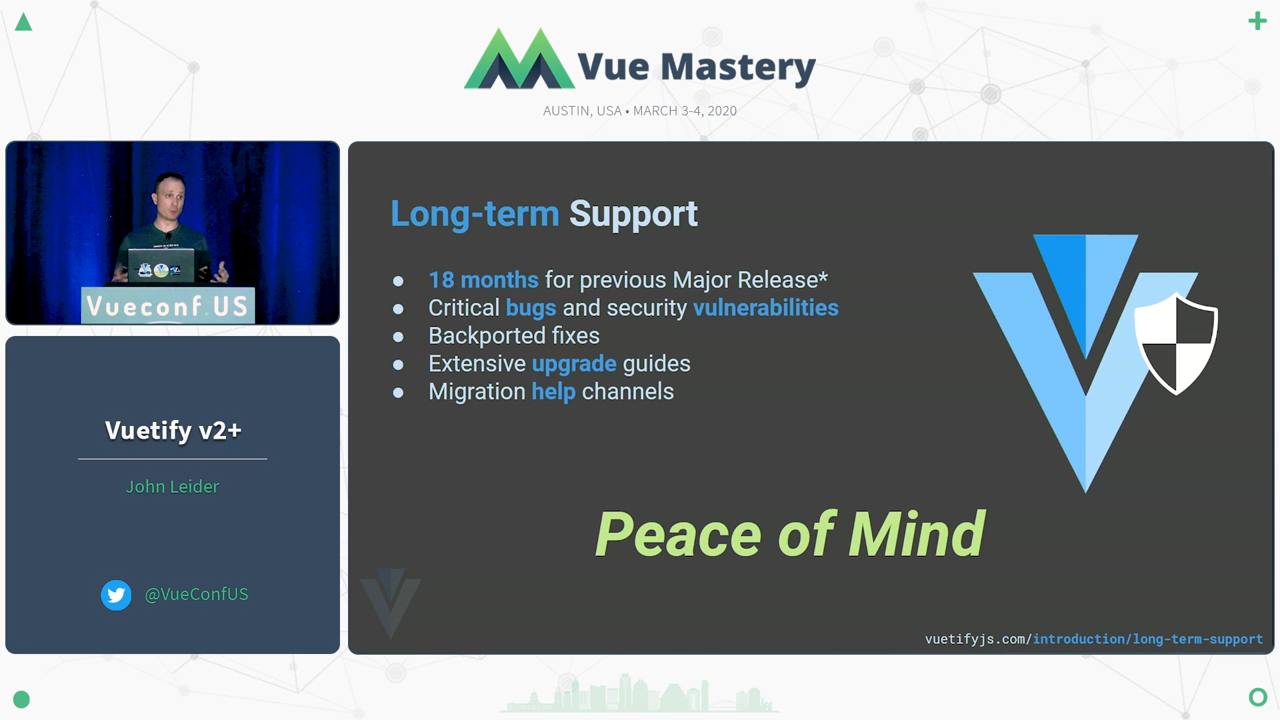 Vue Mastery
AUSTIN, USA • MARCH 3-4, 2020
Vueconf.US
Vuetify v2+
John Leider
@VueConfUS
Long-term Support
● 18 months for previous Major Release*
● Critical bugs and security vulnerabilities
● Backported fixes
● Extensive upgrade guides
● Migration help channels
Peace of Mind
vuetifyjs.com/introduction/long-term-support